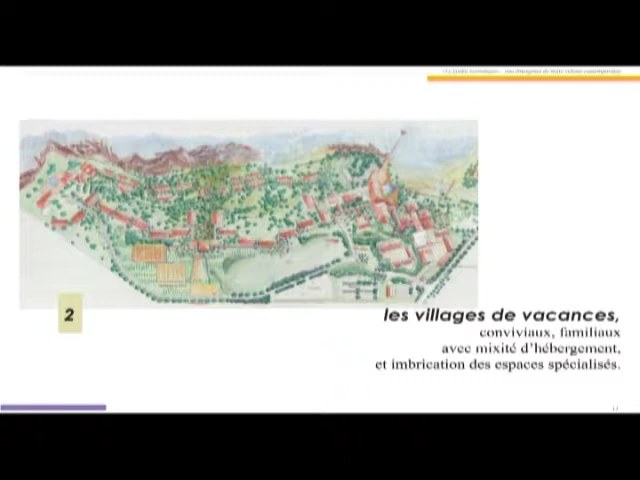 2
les villages de vacances,
conviviaux, familiaux
avec mixité d'hébergement,
et imbrication des espaces spécialisés.